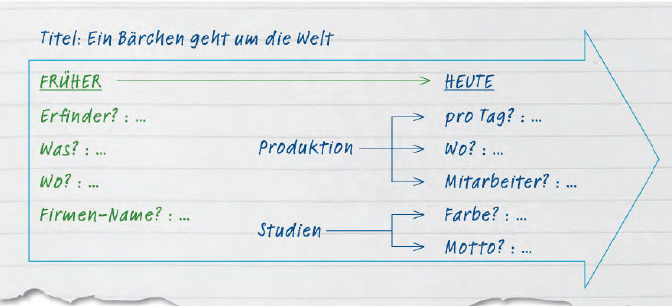 Titel: Ein Bärchen geht um die Welt
FRÜHER HEUTE
Erfinder? : ... pro Tag? : ...
Was? : ... Produktion Wo? : ...
Wo? : ... Mitarbeiter? : ...
Firmen-Name? : ... Farbe? : ...
Studien
Motto? : ...